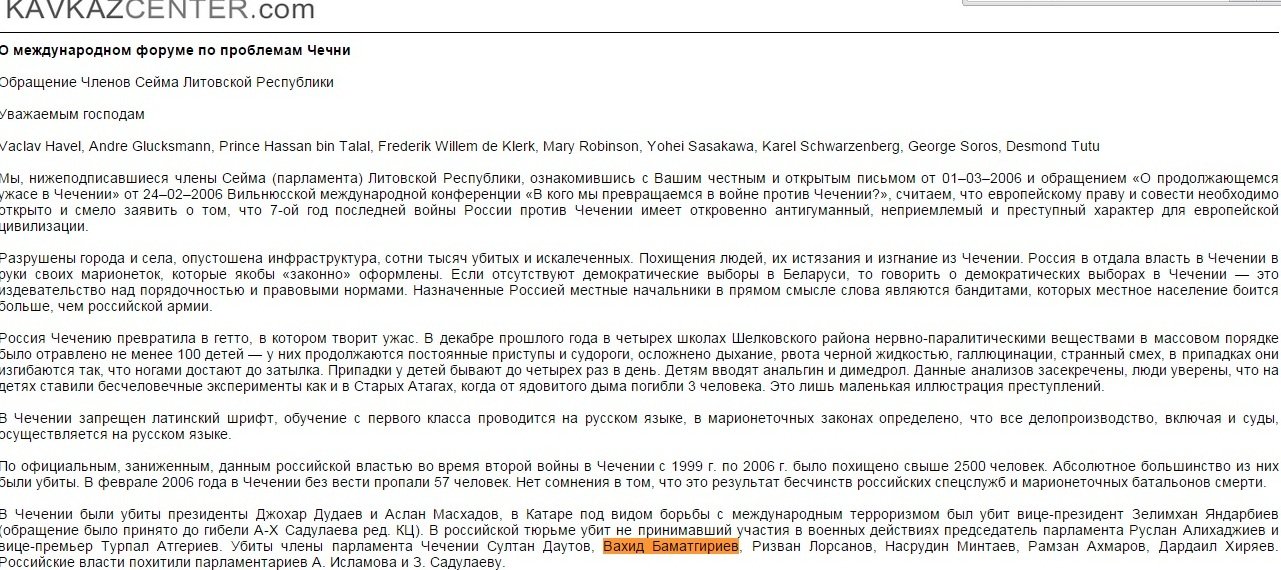 KAVKAZCENTER.com
О международном форуме по проблемам Чечни
Обращение Членов Сейма Литовской Республики
Уважаемым господам
Vaclav Havel, Andre Glucksmann, Prince Hassan bin Talal, Frederik Willem de Klerk, Mary Robinson, Yohei Sasakawa, Karel Schwarzenberg, George Soros, Desmond Tutu
Мы, нижеподписавшиеся члены Сейма (парламента) Литовской Республики, ознакомившись с Вашим честным и открытым письмом от 01–03–2006 и обращением «О продолжающемся
ужасе в Чечении» от 24–02–2006 Вильнюсской международной конференции «В кого мы превращаемся в войне против Чечении?», считаем, что европейскому праву и совести необходимо
открыто и смело заявить о том, что 7-ой год последней войны России против Чечении имеет откровенно антигуманный, неприемлемый и преступный характер для европейской
цивилизации.
Разрушены города и села, опустошена инфраструктура, сотни тысяч убитых и искалеченных. Похищения людей, их истязания и изгнание из Чечении. Россия в отдала власть в Чечении в
руки своих марионеток, которые якобы «законно» оформлены. Если отсутствуют демократические выборы в Беларуси, то говорить о демократических выборах в Чечении — это
издевательство над порядочностью и правовыми нормами. Назначенные Россией местные начальники в прямом смысле слова являются бандитами, которых местное население боится
больше, чем российской армии.
Россия Чечению превратила в гетто, в котором творит ужас. В декабре прошлого года в четырех школах Шелковского района нервно-паралитическими веществами в массовом порядке
было отравлено не менее 100 детей — у них продолжаются постоянные приступы и судороги, осложнено дыхание, рвота черной жидкостью, галлюцинации, странный смех, в припадках они
изгибаются так, что ногами достают до затылка. Припадки у детей бывают до четырех раз в день. Детям вводят анальгин и димедрол. Данные анализов засекречены, люди уверены, что на
детях ставили бесчеловечные эксперименты как и в Старых Атагах, когда от ядовитого дыма погибли 3 человека. Это лишь маленькая иллюстрация преступлений.
В Чечении запрещен латинский шрифт, обучение с первого класса проводится на русском языке, в марионеточных законах определено, что все делопроизводство, включая и суды,
осуществляется на русском языке.
По официальным, заниженным, данным российской властью во время второй войны в Чечении с 1999 г. по 2006 г. было похищено свыше 2500 человек. Абсолютное большинство из них
были убиты. В феврале 2006 года в Чечении без вести пропали 57 человек. Нет сомнения в том, что это результат бесчинств российских спецслужб и марионеточных батальонов смерти.
В Чечении были убиты президенты Джохар Дудаев и Аслан Масхадов, в Катаре под видом борьбы с международным терроризмом был убит вице-президент Зелимхан Яндарбиев
(обращение было принято до гибели А-Х Садулаева ред. КЦ). В российской тюрьме убит не принимавший участия в военных действиях председатель парламента Руслан Алихаджиев и
вице-премьер Турпал Атгериев. Убиты члены парламента Чечении Султан Даутов, Вахид Баматгириев, Ризван Лорсанов, Насрудин Минтаев, Рамзан Ахмаров, Дардаил Хиряев.
Российские власти похитили парламентариев А. Исламова и З. Садулаеву.